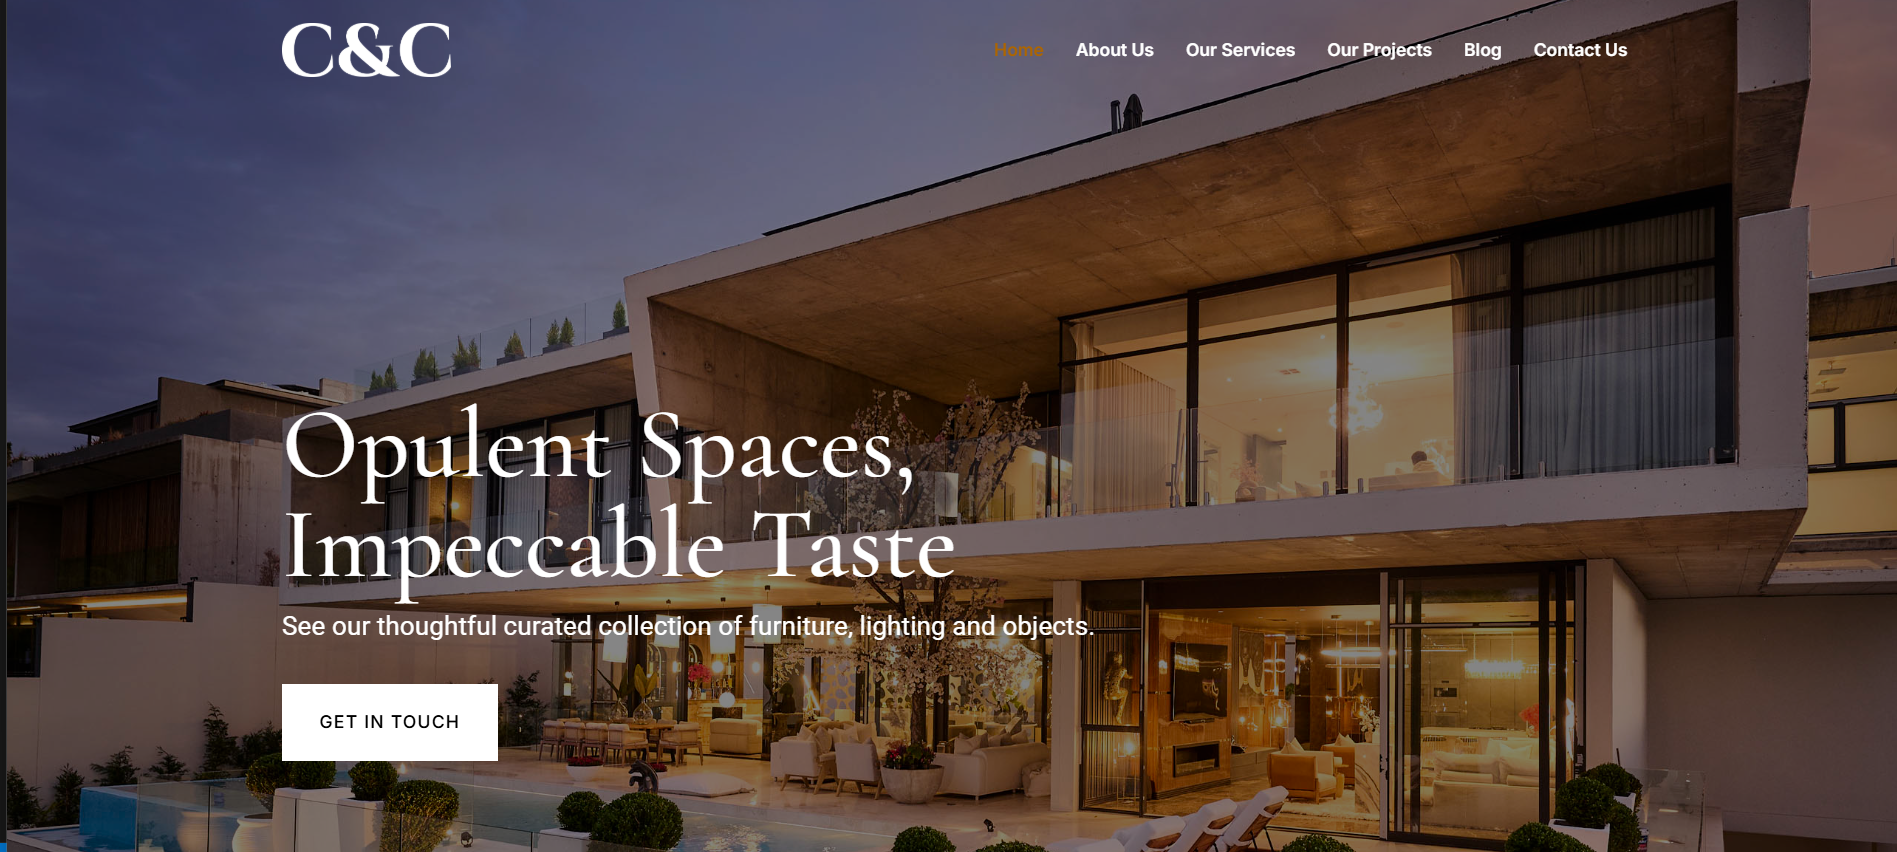 C&C
Home About Us Our Services Our Projects Blog Contact Us
Opulent Spaces,
Impeccable Taste
See our thoughtful curated collection of furniture, lighting and objects.
GET IN TOUCH